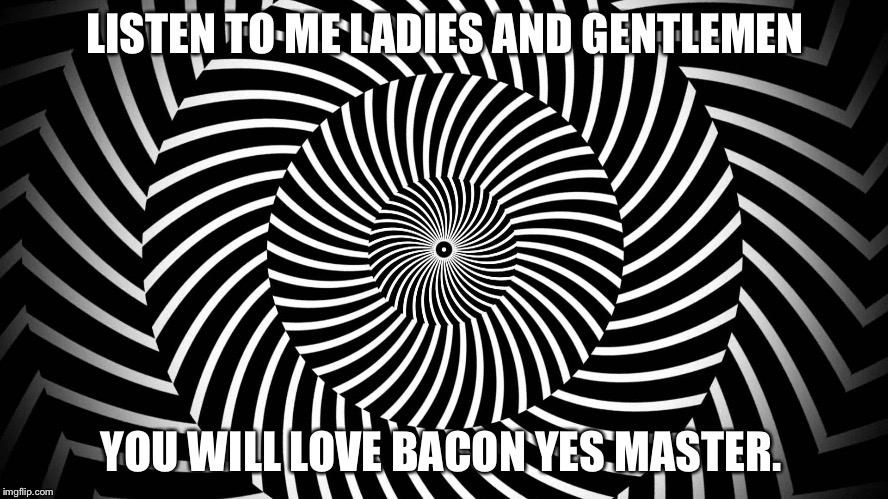 LISTEN TO ME LADIES AND GENTLEMEN
YOU WILL LOVE BACON YES MASTER.
imgflip.com